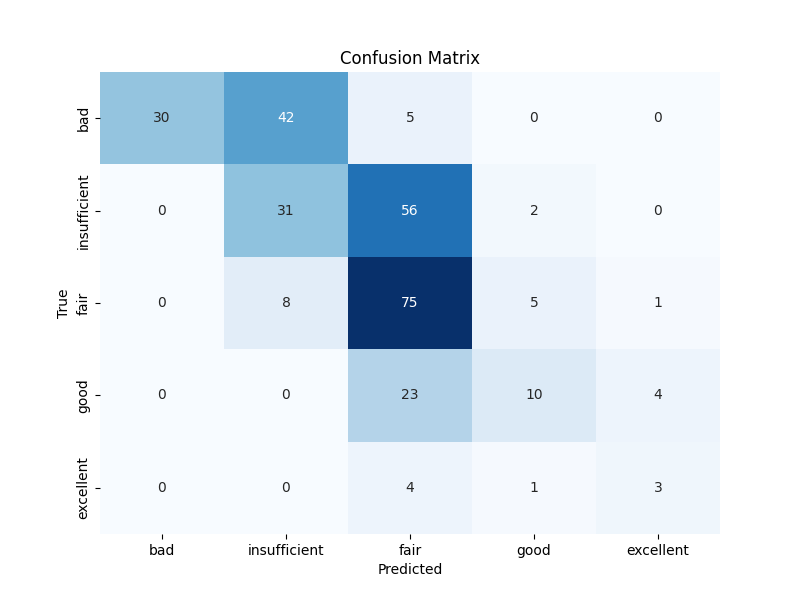 Confusion Matrix
bad 30 42 5 0 0
insufficient 0 31 56 2 0
True
fair 0 8 75 5 1
good 0 0 23 10 4
excellent 0 0 4 1 3
bad insufficient fair good excellent
Predicted